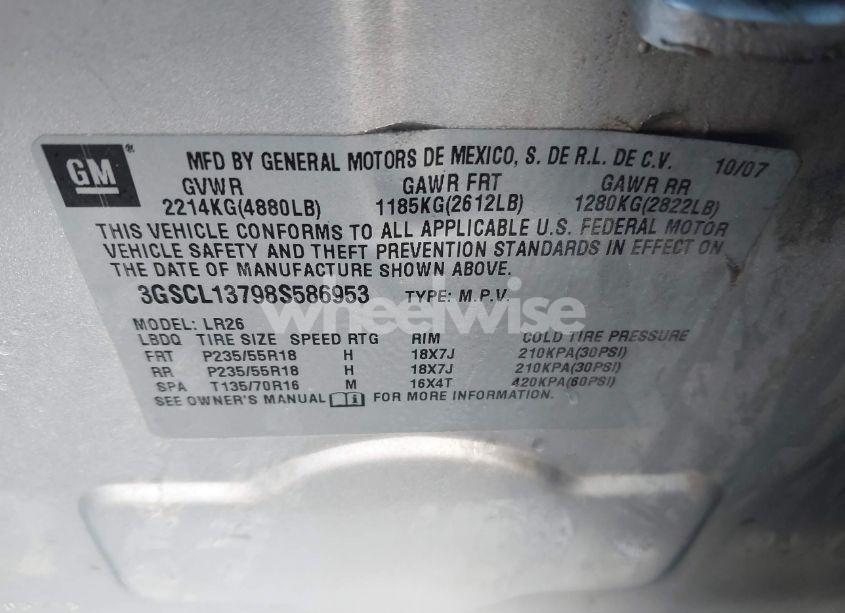 GM®
MFD BY GENERAL MOTORS DE MEXICO, S. DE R.L. DE C.V. 10/07
GVWR GAWR FRT GAWR RR
2214KG(4880LB) 1185KG(2612LB) 1280KG(2822LB)
THIS VEHICLE CONFORMS TO ALL APPLICABLE U.S. FEDERAL MOTOR
VEHICLE SAFETY AND THEFT PREVENTION STANDARDS IN EFFECT ON
THE DATE OF MANUFACTURE SHOWN ABOVE.
3GSCL13798S586953 TYPE: M.P.V.
wheelwise
MODEL: LR26
LBDQ TIRE SIZE SPEED RTG RIM COLD TIRE PRESSURE
FRT P235/55R18 H 18X7J 210KPA(30PSI)
RR P235/55R18 H 18X7J 210KPA(30PSI)
SPA T135/70R16 M 16X4T 420KPA(60PSI)
SEE OWNER'S MANUAL FOR MORE INFORMATION.